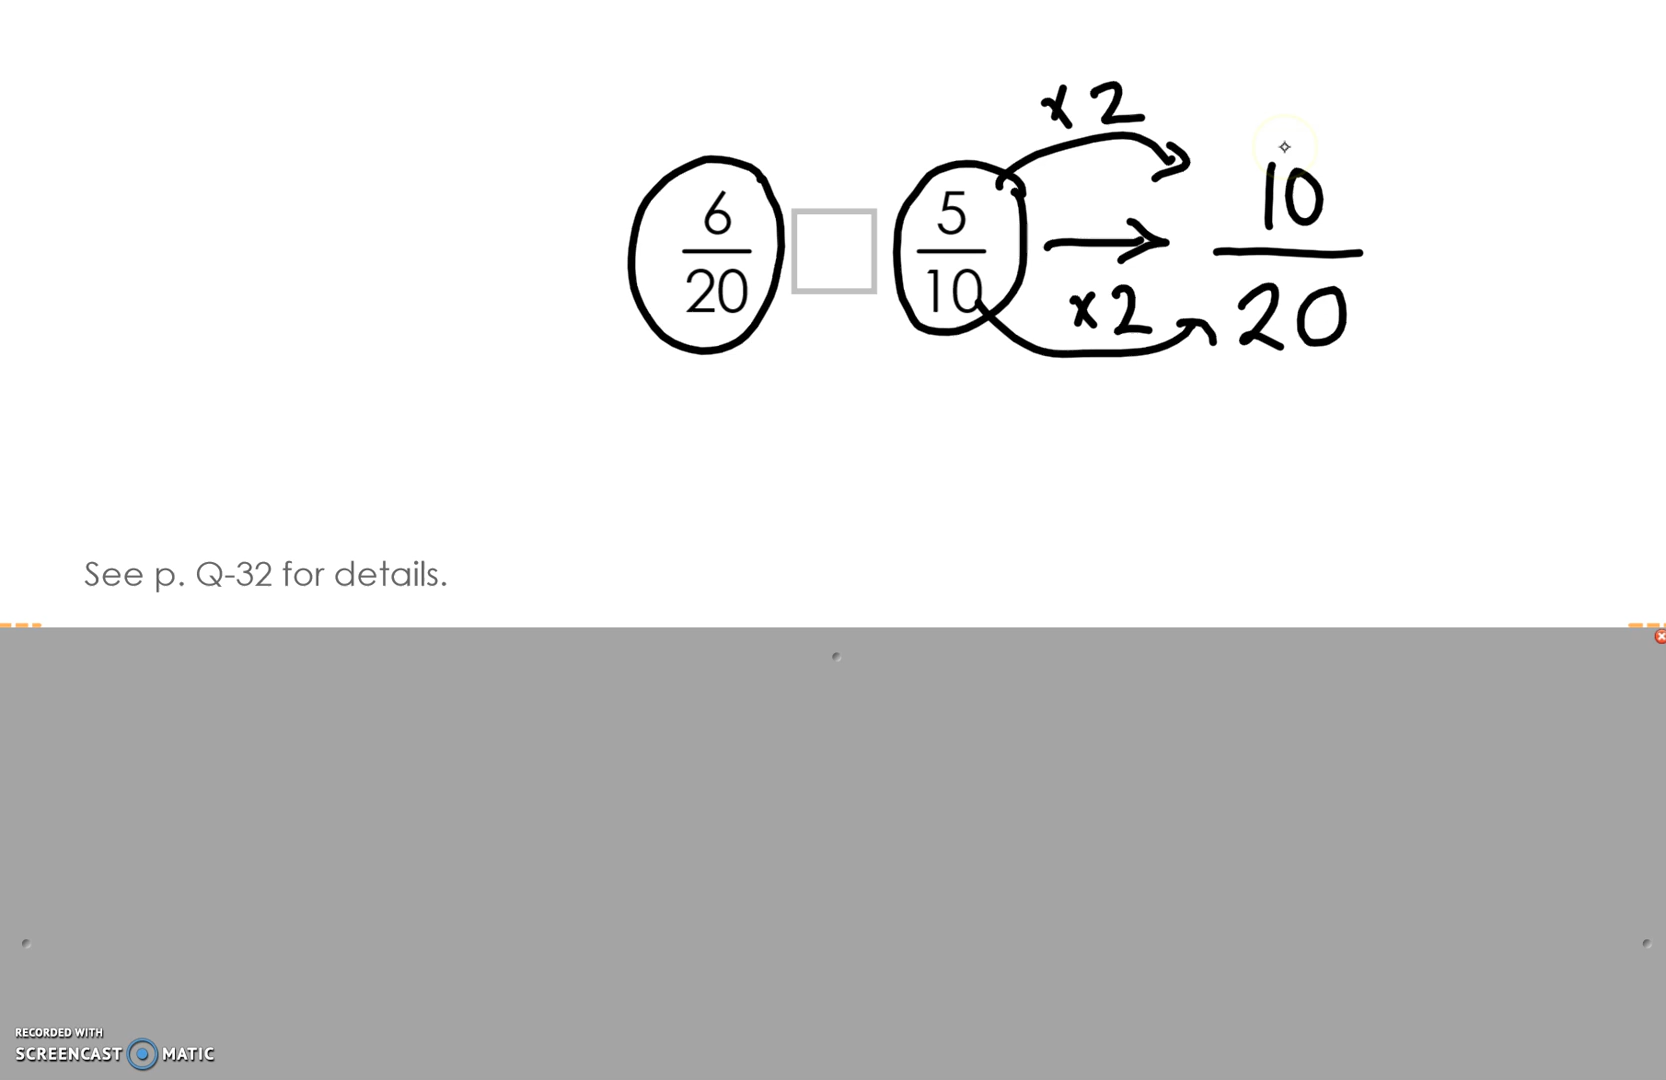 x2
6/20 □ 5/10 → 10/20
x2
See p. Q-32 for details.
RECORDED WITH
SCREENCAST MATIC